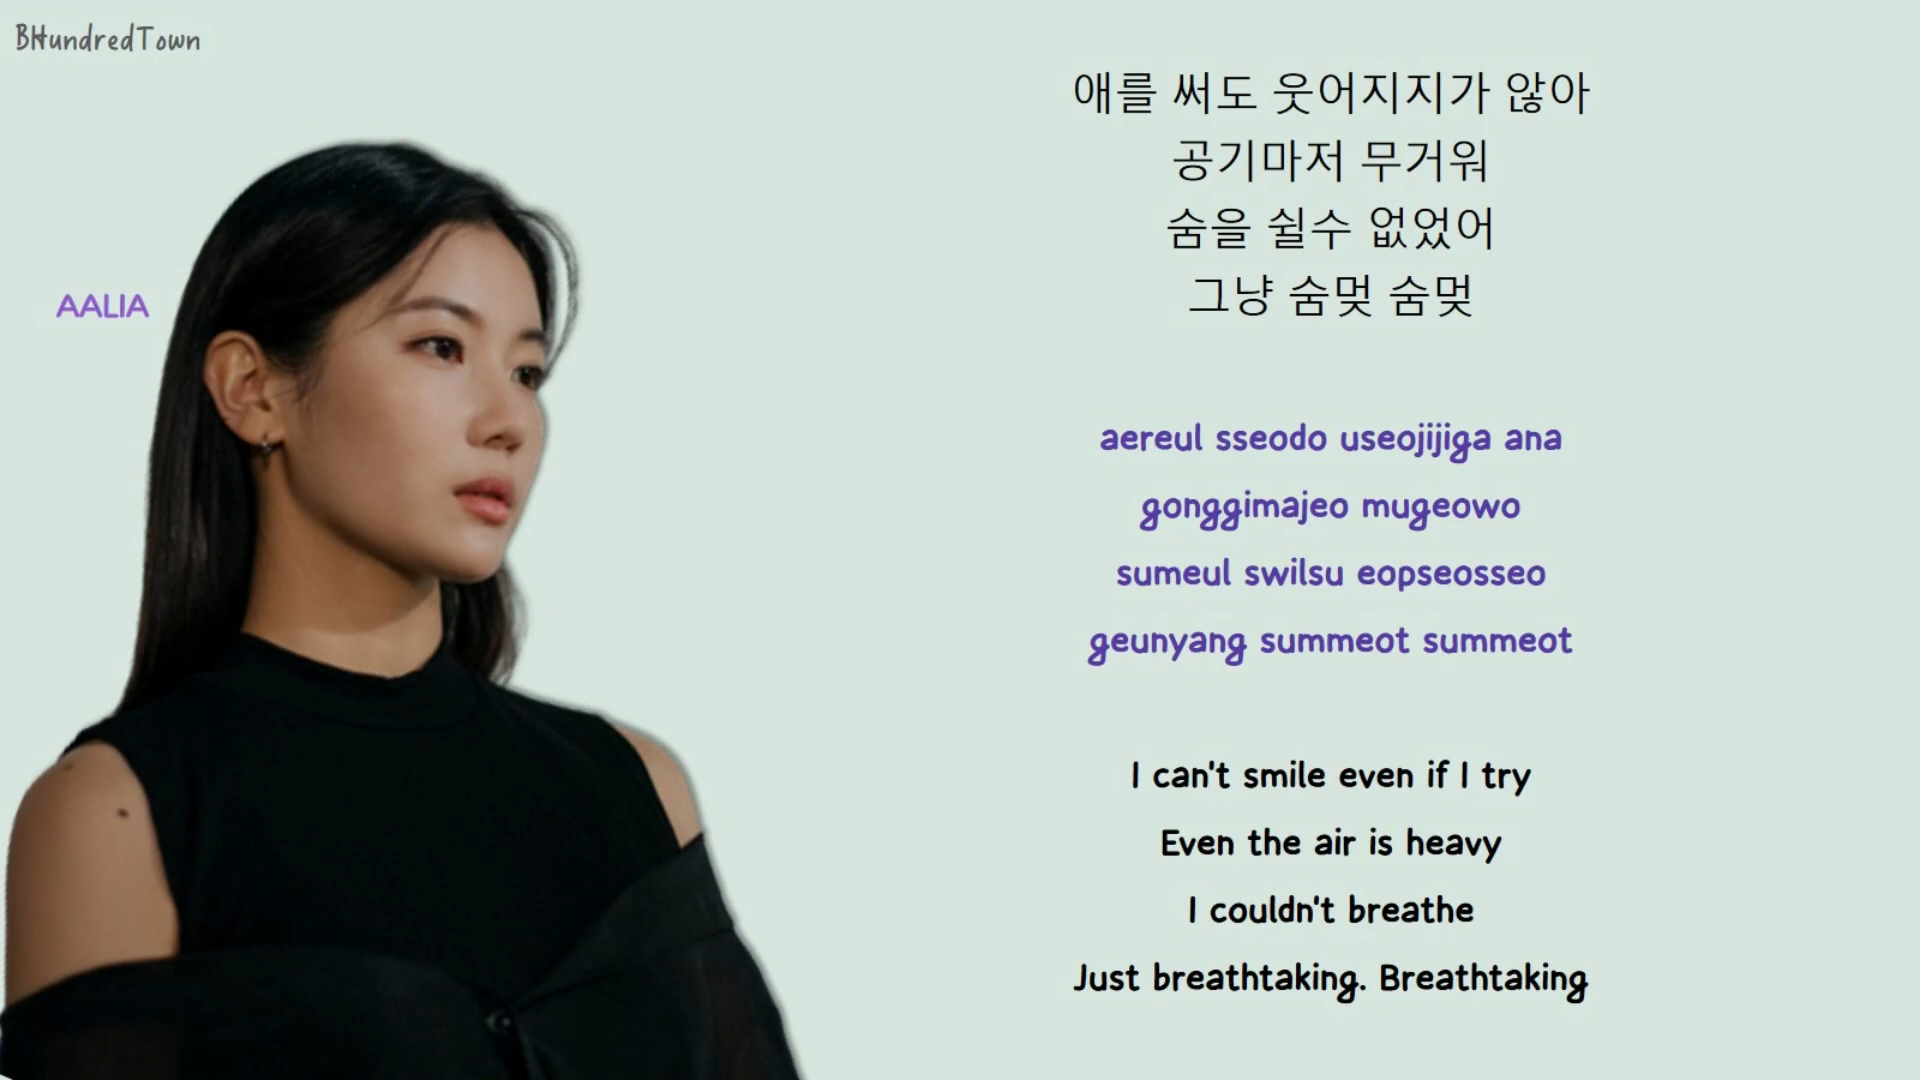 BHundredTown
AALIA
애를 써도 웃어지지가 않아
공기마저 무거워
숨을 쉴수 없었어
그냥 숨멎 숨멎
aereul sseodo useojijiga ana
gonggimajeo mugeowo
sumeul swilsu eopseosseo
geunyang summeot summeot
I can't smile even if I try
Even the air is heavy
I couldn't breathe
Just breathtaking. Breathtaking